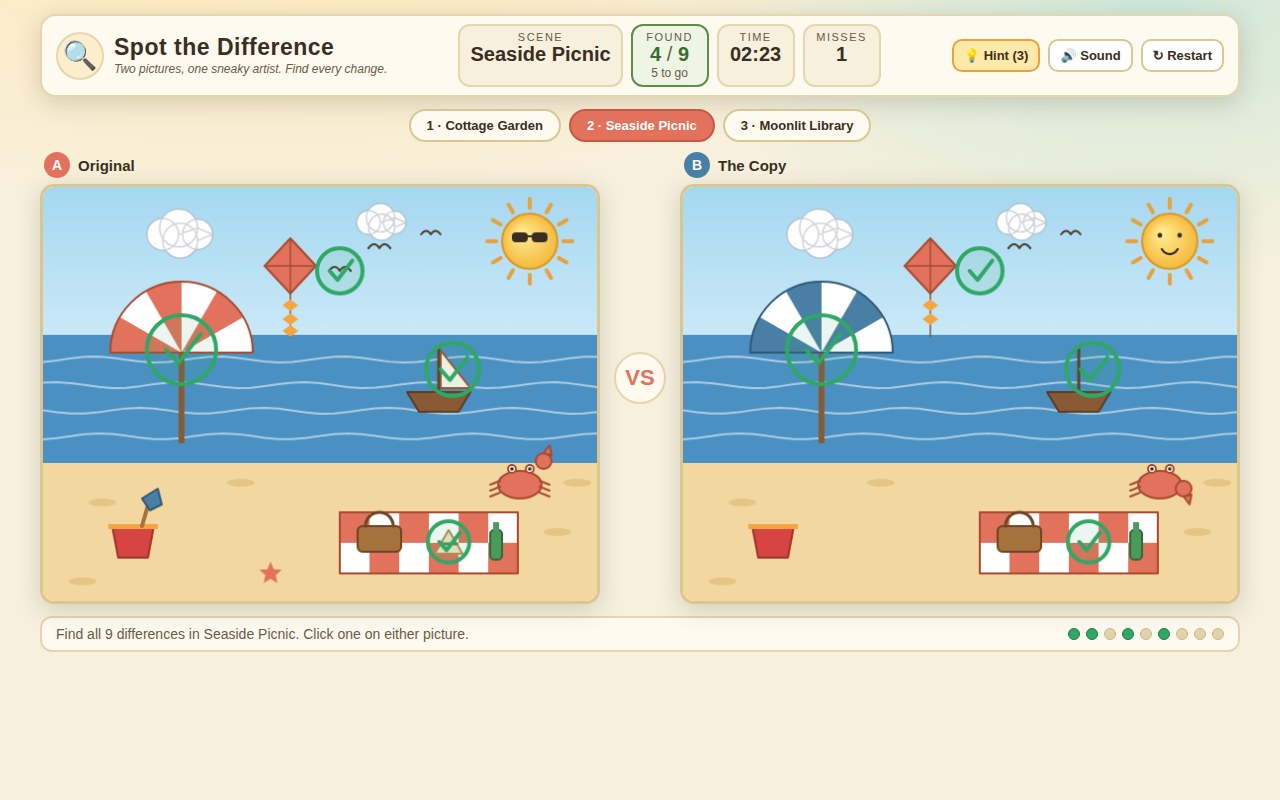 Spot the Difference
Two pictures, one sneaky artist. Find every change.
SCENE
Seaside Picnic
FOUND
4 / 9
5 to go
TIME
02:23
MISSES
1
💡 Hint (3)
🔊 Sound
↻ Restart
1 · Cottage Garden
2 · Seaside Picnic
3 · Moonlit Library
A Original
B The Copy
VS
Find all 9 differences in Seaside Picnic. Click one on either picture.